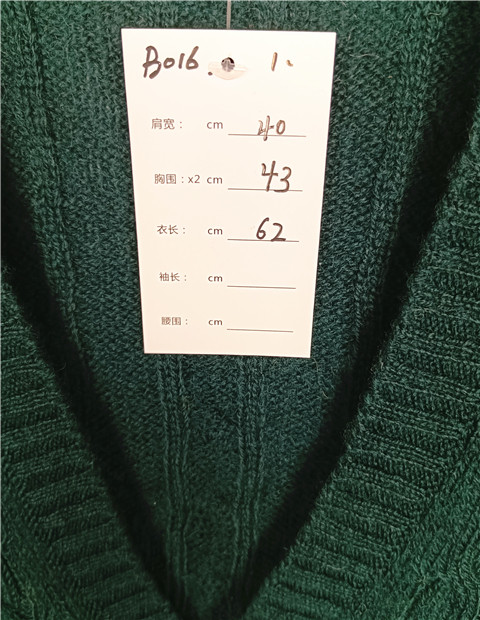 B016.
肩宽： cm 40
胸围：x2 cm 43
衣长： cm 62
袖长： cm
腰围： cm